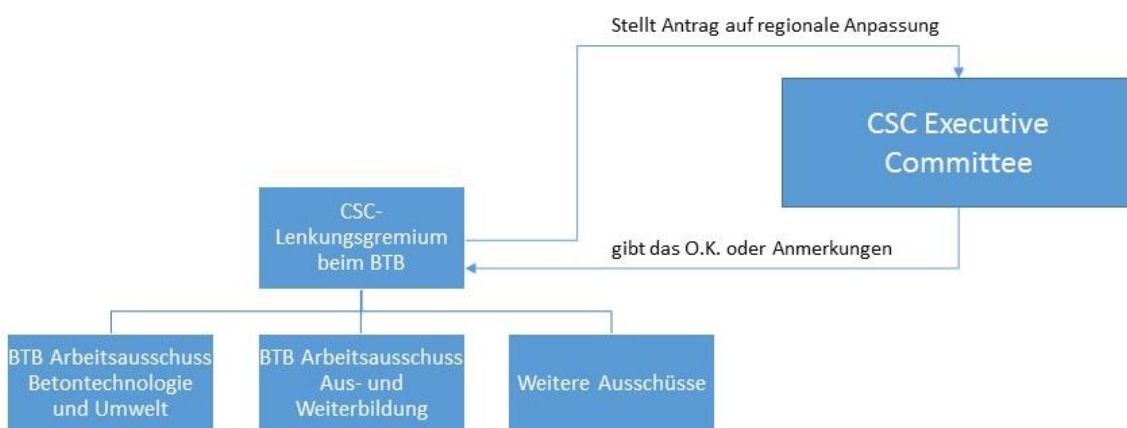 Stellt Antrag auf regionale Anpassung
CSC Executive
Committee
CSC-
Lenkungsgremium
beim BTB
gibt das O.K. oder Anmerkungen
BTB Arbeitsausschuss
Betontechnologie
und Umwelt
BTB Arbeitsausschuss
Aus- und
Weiterbildung
Weitere Ausschüsse